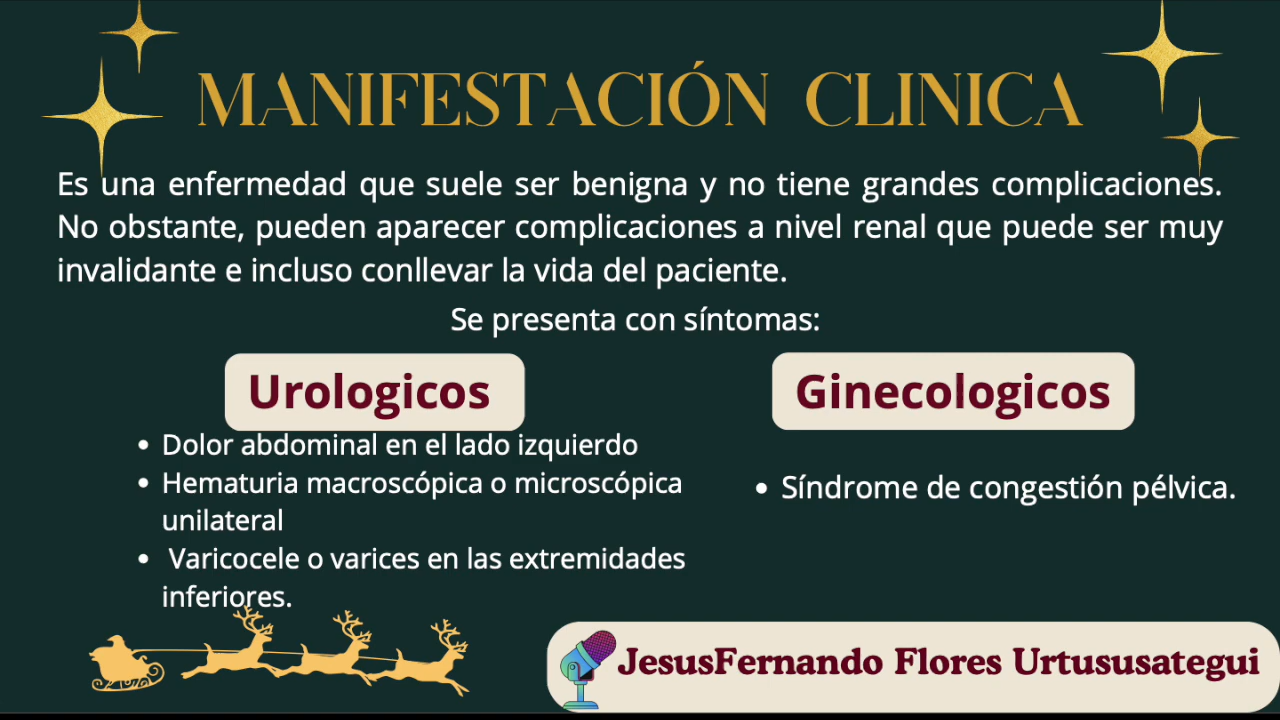 MANIFESTACIÓN CLINICA
Es una enfermedad que suele ser benigna y no tiene grandes complicaciones.
No obstante, pueden aparecer complicaciones a nivel renal que puede ser muy
invalidante e incluso conllevar la vida del paciente.
Se presenta con síntomas:
Urologicos
• Dolor abdominal en el lado izquierdo
• Hematuria macroscópica o microscópica
unilateral
• Varicocele o varices en las extremidades
inferiores.
Ginecologicos
• Síndrome de congestión pélvica.
JesusFernando Flores Urtususategui